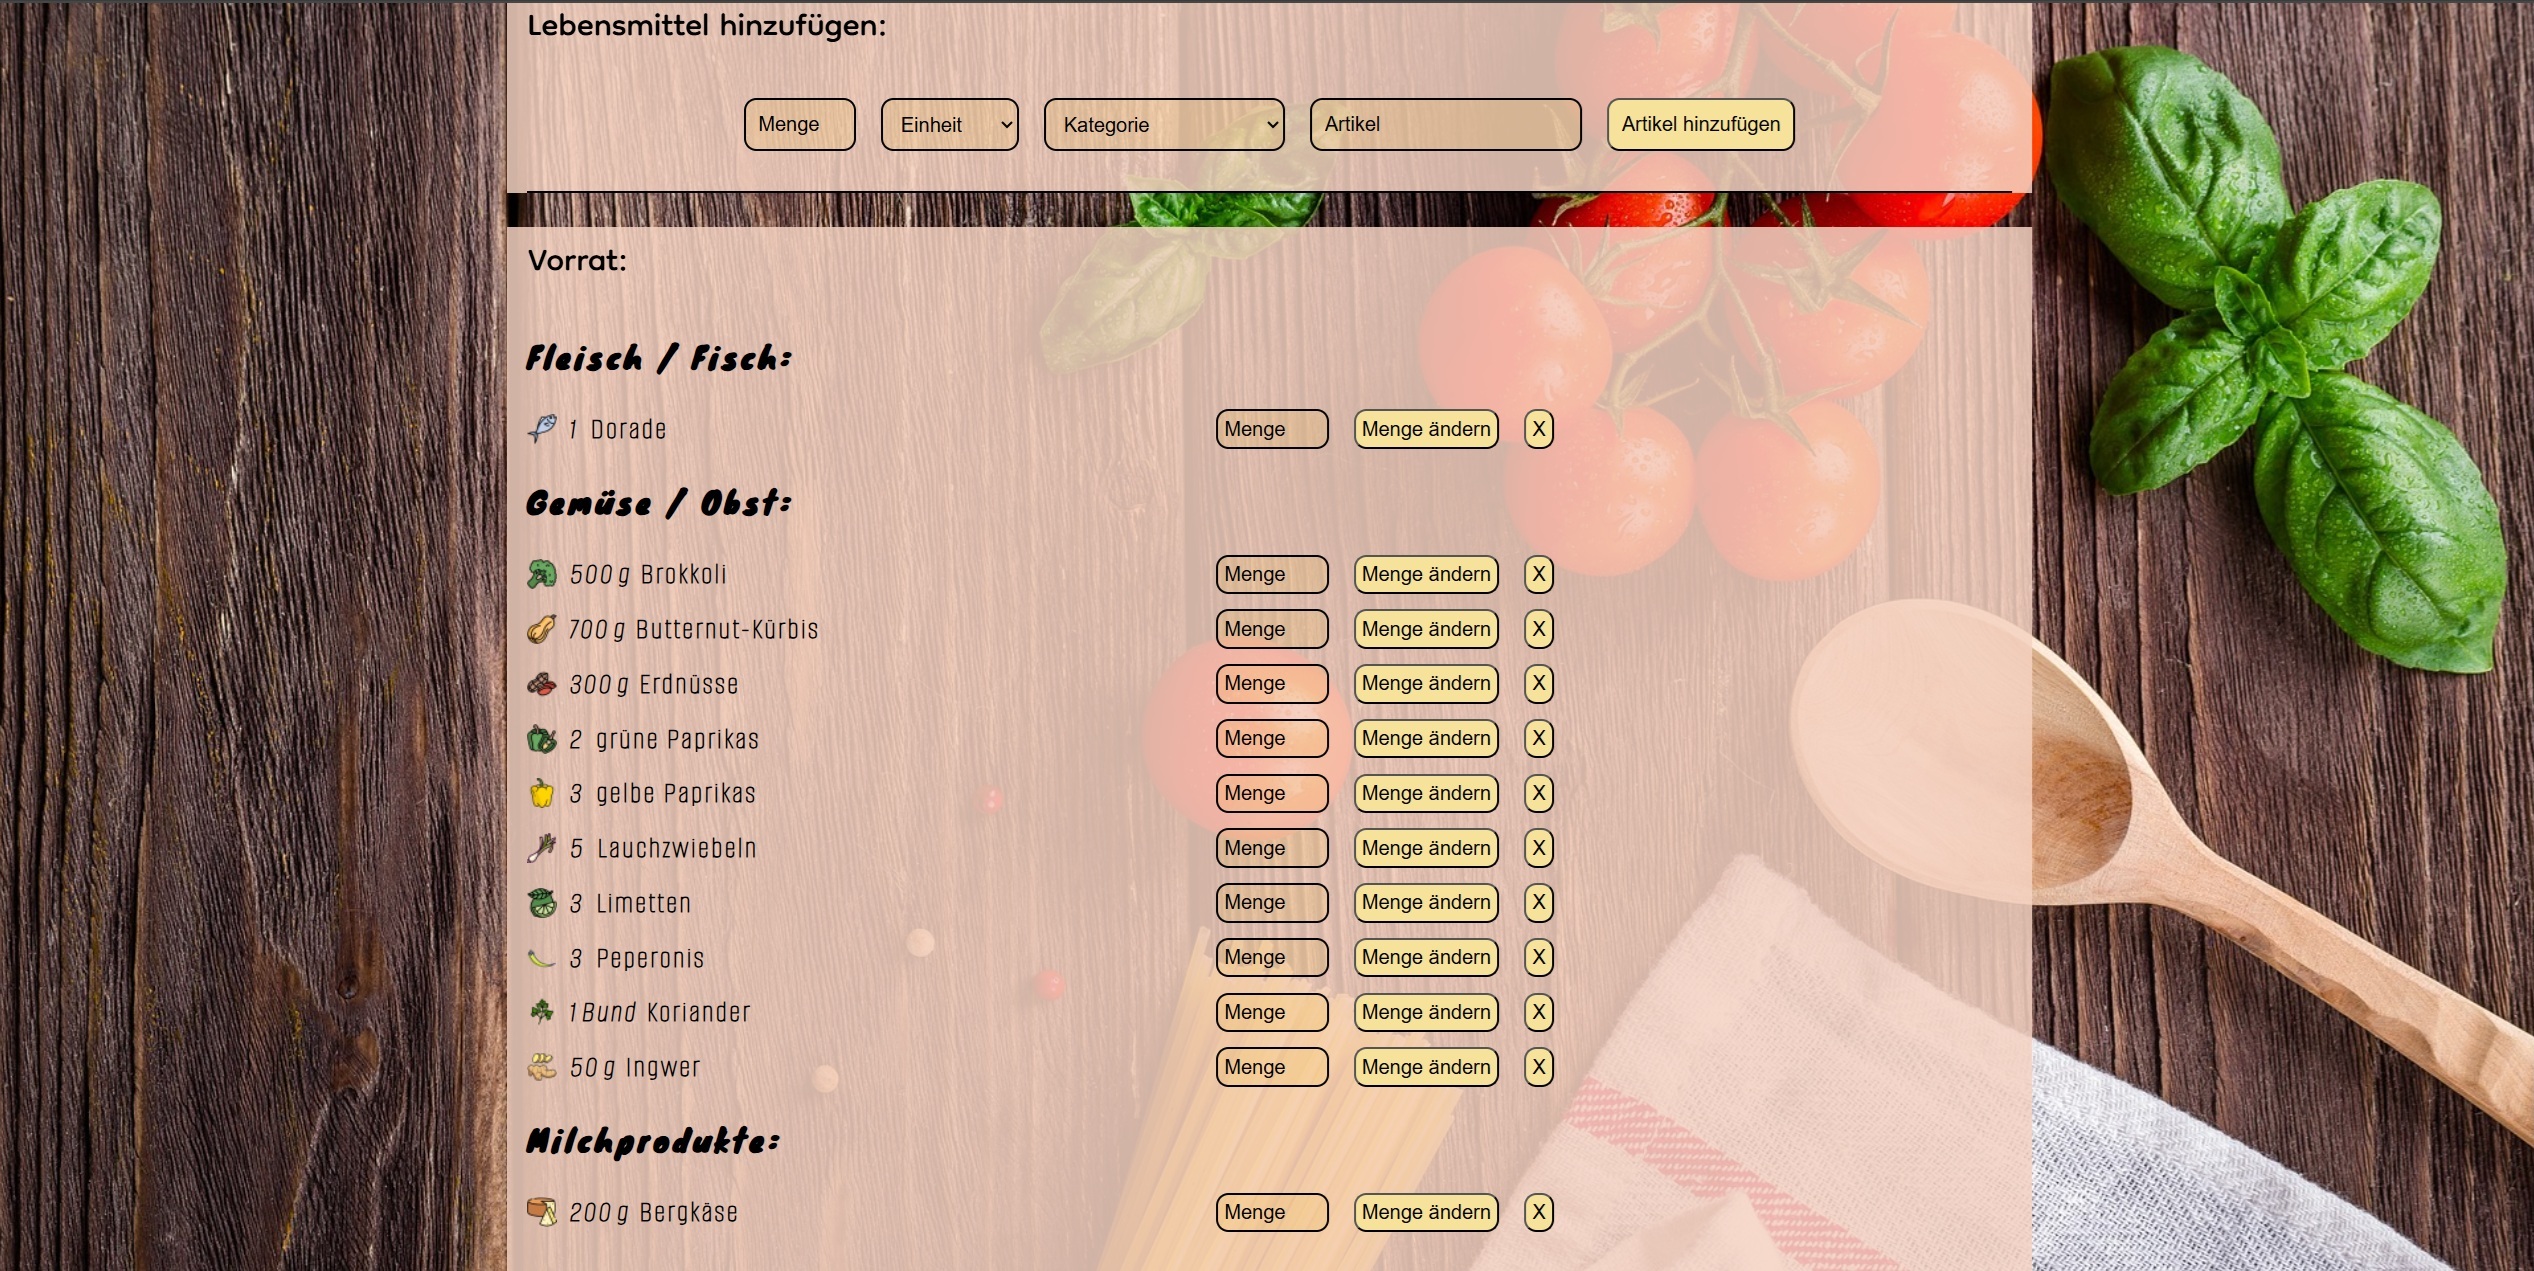 Lebensmittel hinzufügen:
Menge Einheit Kategorie Artikel Artikel hinzufügen
Vorrat:
Fleisch / Fisch:
1 Dorade Menge Menge ändern X
Gemüse / Obst:
500 g Brokkoli Menge Menge ändern X
700 g Butternut-Kürbis Menge Menge ändern X
300 g Erdnüsse Menge Menge ändern X
2 grüne Paprikas Menge Menge ändern X
3 gelbe Paprikas Menge Menge ändern X
5 Lauchzwiebeln Menge Menge ändern X
3 Limetten Menge Menge ändern X
3 Peperonis Menge Menge ändern X
1 Bund Koriander Menge Menge ändern X
50 g Ingwer Menge Menge ändern X
Milchprodukte:
200 g Bergkäse Menge Menge ändern X